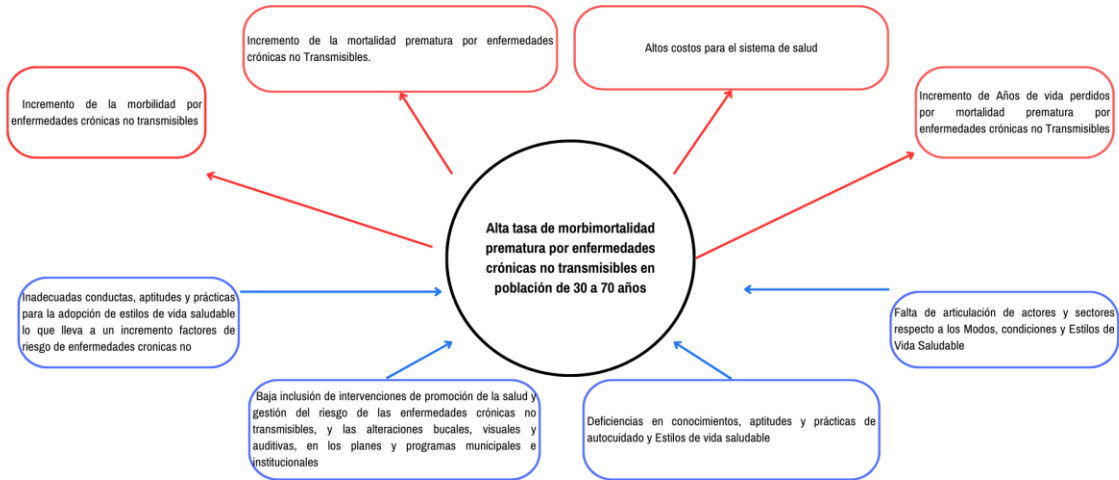 Incremento de la mortalidad prematura por enfermedades
crónicas no Transmisibles.
Altos costos para el sistema de salud
Incremento de la morbilidad por
enfermedades crónicas no transmisibles
Incremento de Años de vida perdidos
por mortalidad prematura por
enfermedades crónicas no Transmisibles
Alta tasa de morbimortalidad
prematura por enfermedades
crónicas no transmisibles en
población de 30 a 70 años
Inadecuadas conductas, aptitudes y prácticas
para la adopción de estilos de vida saludable
lo que lleva a un incremento factores de
riesgo de enfermedades cronicas no
Falta de articulación de actores y sectores
respecto a los Modos, condiciones y Estilos de
Vida Saludable
Baja inclusión de intervenciones de promoción de la salud y
gestión del riesgo de las enfermedades crónicas no
transmisibles, y las alteraciones bucales, visuales y
auditivas, en los planes y programas municipales e
institucionales
Deficiencias en conocimientos, aptitudes y prácticas de
autocuidado y Estilos de vida saludable